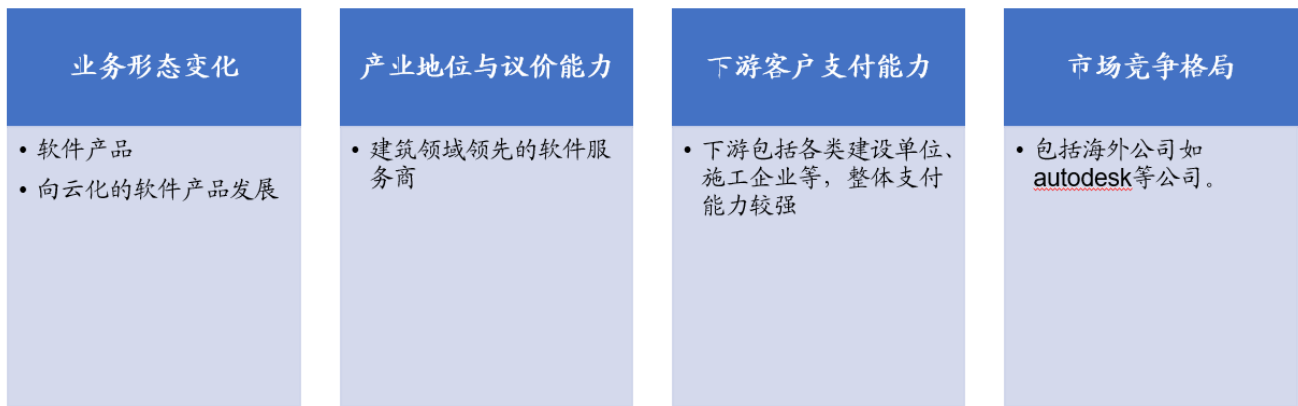 业务形态变化
• 软件产品
• 向云化的软件产品发展
产业地位与议价能力
• 建筑领域领先的软件服
务商
下游客户支付能力
• 下游包括各类建设单位、
施工企业等，整体支付
能力较强
市场竞争格局
• 包括海外公司如
autodesk等公司。